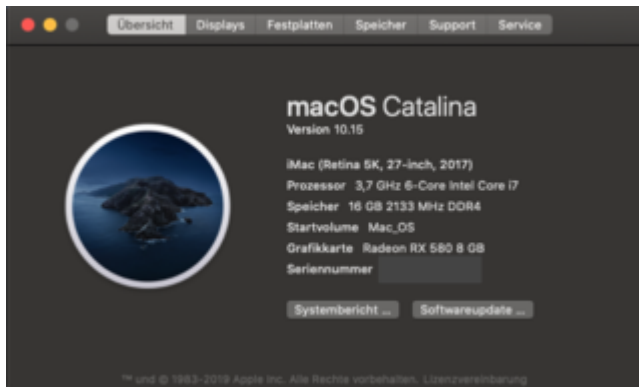 Übersicht Displays Festplatten Speicher Support Service
macOS Catalina
Version 10.15
iMac (Retina 5K, 27-inch, 2017)
Prozessor 3,7 GHz 6-Core Intel Core i7
Speicher 16 GB 2133 MHz DDR4
Startvolume Mac_OS
Grafikkarte Radeon RX 580 8 GB
Seriennummer
Systembericht ... Softwareupdate ...
™ und © 1983-2019 Apple Inc. Alle Rechte vorbehalten. Lizenzvereinbarung